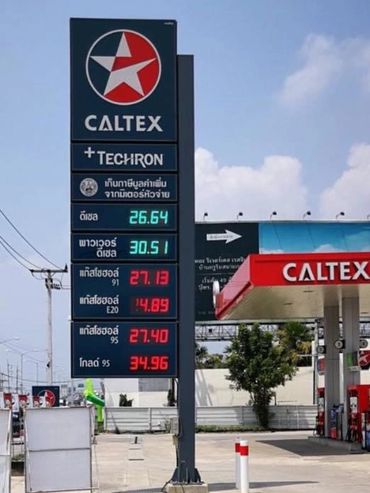 CALTEX
+TECHRON
เก็บภาษีมูลค่าเพิ่ม
จากมิเตอร์หัวจ่าย
ดีเซล 26.64
พาวเวอร์
ดีเซล 30.51
แก๊สโซฮอล์
91 27.13
แก๊สโซฮอล์
E20
แก๊สโซฮอล์
95 27.40
โกลด์ 95 34.96
CALTEX